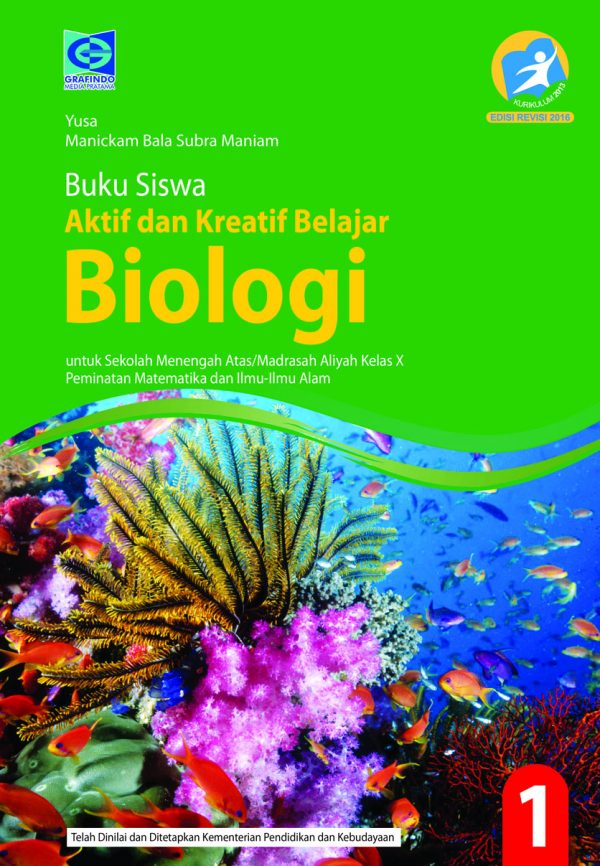 GRAFINDO
MEDIA PRATAMA
KURIKULUM 2013
EDISI REVISI 2016
Yusa
Manickam Bala Subra Maniam
Buku Siswa
Aktif dan Kreatif Belajar
Biologi
untuk Sekolah Menengah Atas/Madrasah Aliyah Kelas X
Peminatan Matematika dan Ilmu-Ilmu Alam
1
Telah Dinilai dan Ditetapkan Kementerian Pendidikan dan Kebudayaan